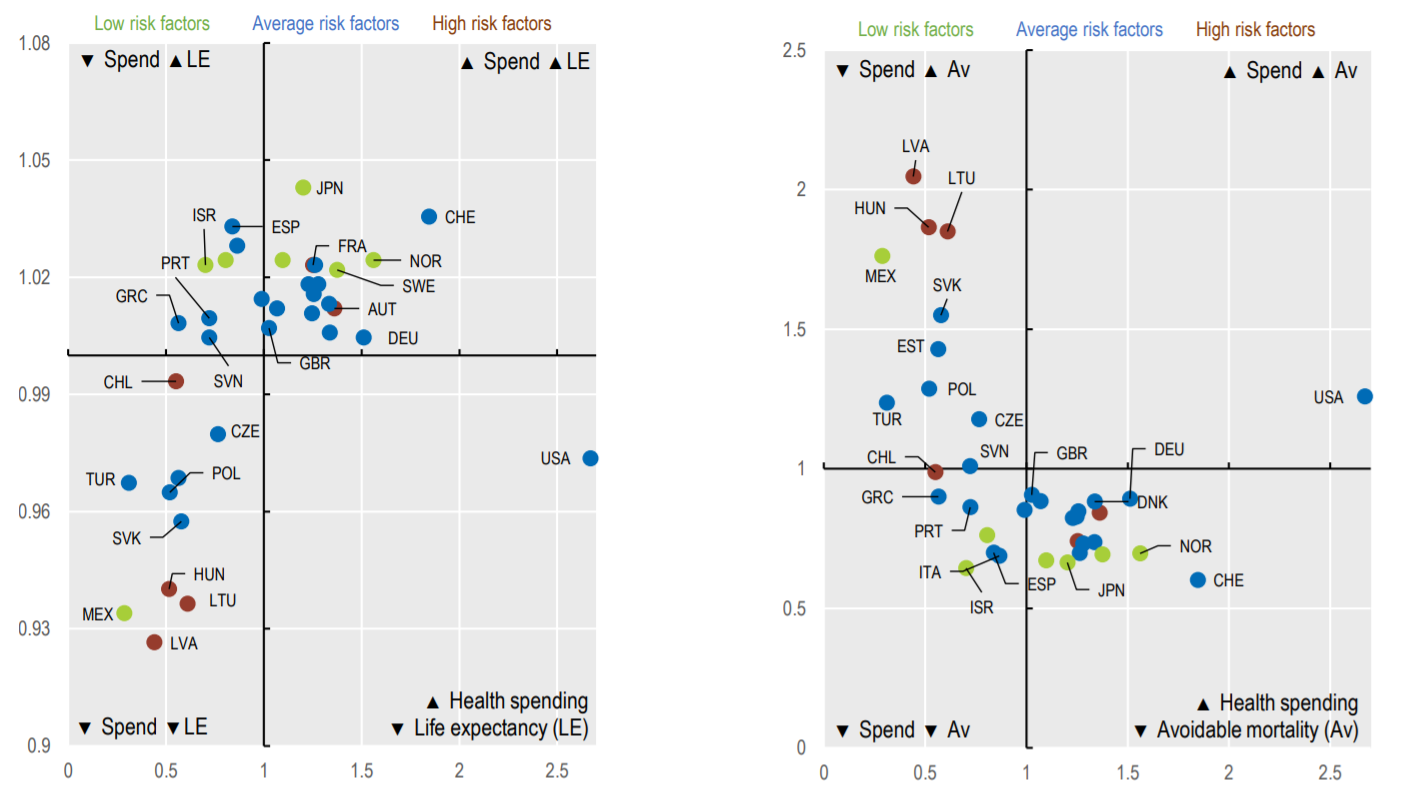 Low risk factors Average risk factors High risk factors
1.08
▼ Spend ▲LE
▲ Spend ▲LE
1.05
JPN
ISR
ESP
CHE
FRA
PRT
NOR
1.02
SWE
GRC
AUT
DEU
GBR
SVN
CHL
0.99
CZE
USA
POL
TUR
0.96
SVK
HUN
LTU
MEX
0.93
LVA
▲ Health spending
▼ Spend ▼LE
▼ Life expectancy (LE)
0.9
0 0.5 1 1.5 2 2.5
Low risk factors Average risk factors High risk factors
2.5
▼ Spend ▲ Av
▲ Spend ▲ Av
LVA
LTU
2
HUN
MEX
SVK
1.5
EST
POL
USA
TUR
CZE
DEU
SVN
GBR
CHL
1
GRC
DNK
PRT
NOR
ITA
CHE
ESP
JPN
ISR
0.5
▲ Health spending
▼ Spend ▼ Av
▼ Avoidable mortality (Av)
0
0 0.5 1 1.5 2 2.5